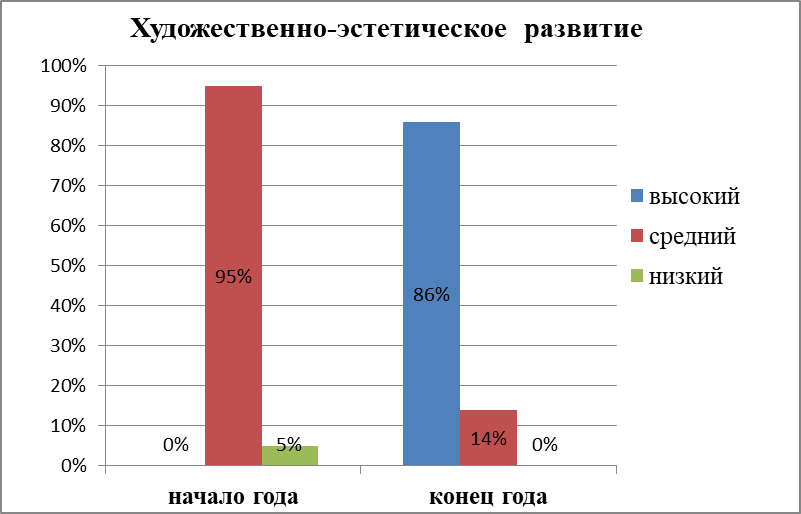 Художественно-эстетическое развитие
100%
90%
80%
70%
60%
50%
40%
30%
20%
10%
0%
0%
95%
5%
86%
14%
0%
начало года
конец года
высокий
средний
низкий